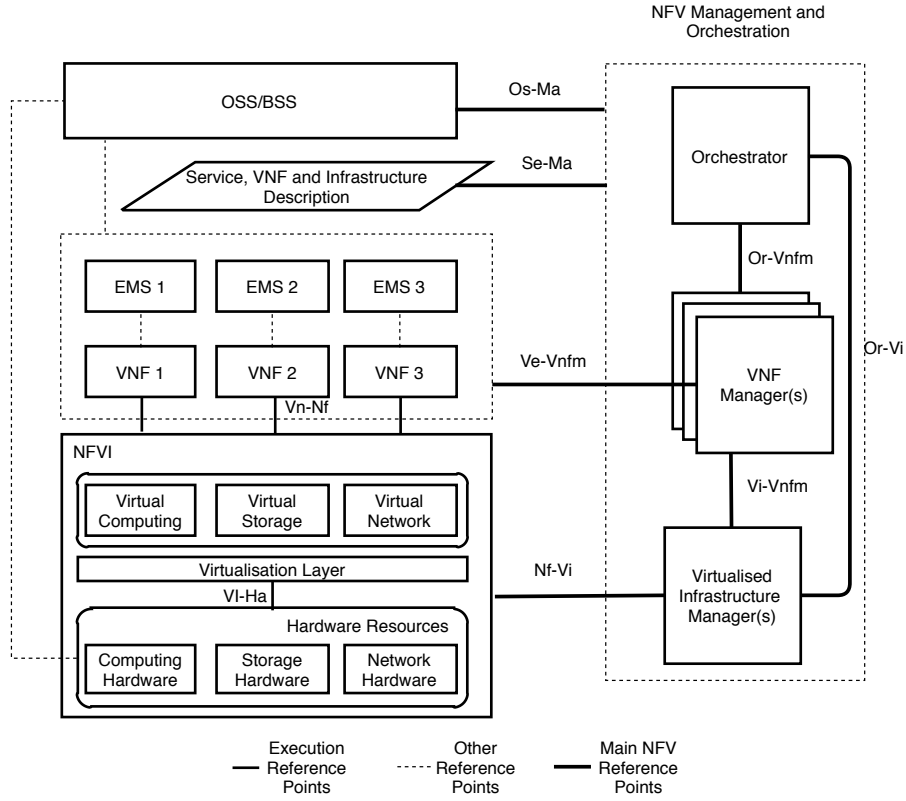 NFV Management and
Orchestration
OSS/BSS
Os-Ma
Orchestrator
Se-Ma
Service, VNF and Infrastructure
Description
Or-Vnfm
EMS 1
EMS 2
EMS 3
Or-Vi
VNF 1
VNF 2
VNF 3
Ve-Vnfm
VNF
Manager(s)
Vn-Nf
NFVI
Vi-Vnfm
Virtual
Computing
Virtual
Storage
Virtual
Network
Virtualisation Layer
Nf-Vi
Virtualised
Infrastructure
Manager(s)
VI-Ha
Hardware Resources
Computing
Hardware
Storage
Hardware
Network
Hardware
Execution
Reference
Points
Other
Reference
Points
Main NFV
Reference
Points